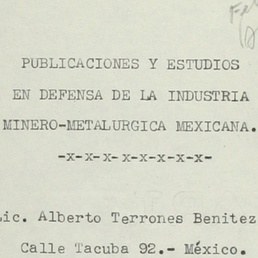 PUBLICACIONES Y ESTUDIOS
EN DEFENSA DE LA INDUSTRIA
MINERO-METALURGICA MEXICANA.
-x-x-x-x-x-x-x-
Lic. Alberto Terrones Benitez
Calle Tacuba 92.- México.